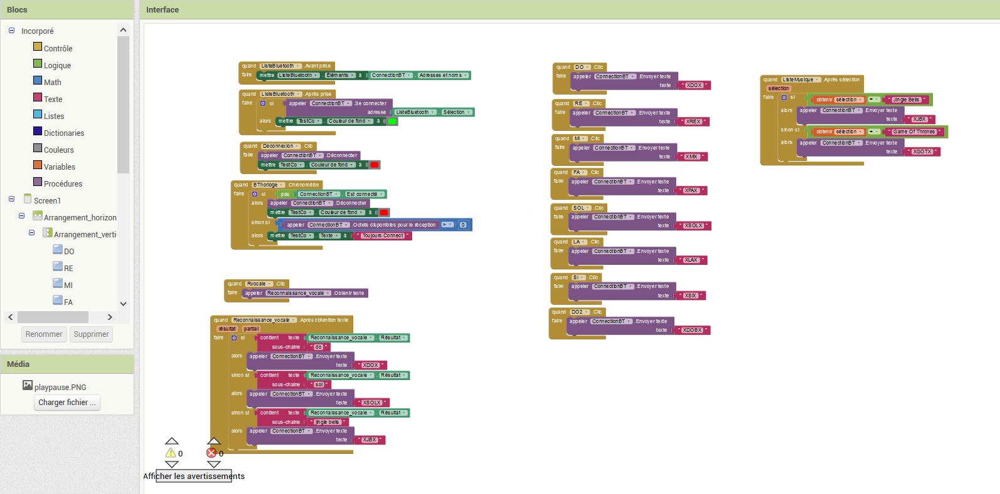 Blocs
Incorporé
Contrôle
Logique
Math
Texte
Listes
Dictionaries
Couleurs
Variables
Procédures
Screen1
Arrangement_horizon
Arrangement_verti
DO
RE
MI
FA
Renommer Supprimer
Média
playpause.PNG
Charger fichier ...
Interface
quand ListeBluetooth .Avant prise
faire mettre ListeBluetooth . Éléments à ConnectionBT . Adresses et noms
quand ListeBluetooth .Après prise
faire si appeler ConnectionBT .Se connecter
adresse ListeBluetooth . Sélection
alors mettre TestCo . Couleur de fond à
quand Deconnexion .Clic
faire appeler ConnectionBT .Déconnecter
mettre TestCo . Couleur de fond à
quand BThorloge .Chronomètre
faire si pas ConnectionBT . Est connecté
alors appeler ConnectionBT .Déconnecter
mettre TestCo . Couleur de fond à
sinon si appeler ConnectionBT .Octets disponibles pour le réception > 0
alors mettre TestCo . Texte à " Toujours Connect "
quand Rvocale .Clic
faire appeler Reconnaissance_vocale .Obtenir texte
quand Reconnaissance_vocale .Après obtention texte
résultat partial
faire si contient texte Reconnaissance_vocale . Résultat
sous-chaîne " do "
alors appeler ConnectionBT .Envoyer texte
texte " XDOX "
sinon si contient texte Reconnaissance_vocale . Résultat
sous-chaîne " sol "
alors appeler ConnectionBT .Envoyer texte
texte " XSOLX "
sinon si contient texte Reconnaissance_vocale . Résultat
sous-chaîne " jingle bells "
alors appeler ConnectionBT .Envoyer texte
texte " XJBX "
0 0
Afficher les avertissements
quand DO .Clic
faire appeler ConnectionBT .Envoyer texte
texte " XDOX "
quand RE .Clic
faire appeler ConnectionBT .Envoyer texte
texte " XREX "
quand MI .Clic
faire appeler ConnectionBT .Envoyer texte
texte " XMIX "
quand FA .Clic
faire appeler ConnectionBT .Envoyer texte
texte " XFAX "
quand SOL .Clic
faire appeler ConnectionBT .Envoyer texte
texte " XSOLX "
quand LA .Clic
faire appeler ConnectionBT .Envoyer texte
texte " XLAX "
quand SI .Clic
faire appeler ConnectionBT .Envoyer texte
texte " XSIX "
quand DO2 .Clic
faire appeler ConnectionBT .Envoyer texte
texte " XDOBX "
quand ListeMusique .Après sélection
sélection
faire si obtenir sélection = " Jingle Bells "
alors appeler ConnectionBT .Envoyer texte
texte " XJBX "
sinon si obtenir sélection = " Game Of Thrones "
alors appeler ConnectionBT .Envoyer texte
texte " XGOTX "